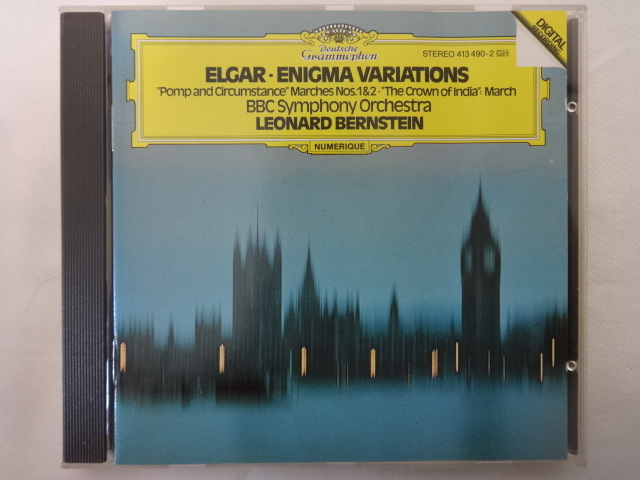 Deutsche
Grammophon
STEREO 413 490-2 GH
DIGITAL
ELGAR · ENIGMA VARIATIONS
"Pomp and Circumstance" Marches Nos. 1 & 2 · "The Crown of India": March
BBC Symphony Orchestra
LEONARD BERNSTEIN
NUMERIQUE